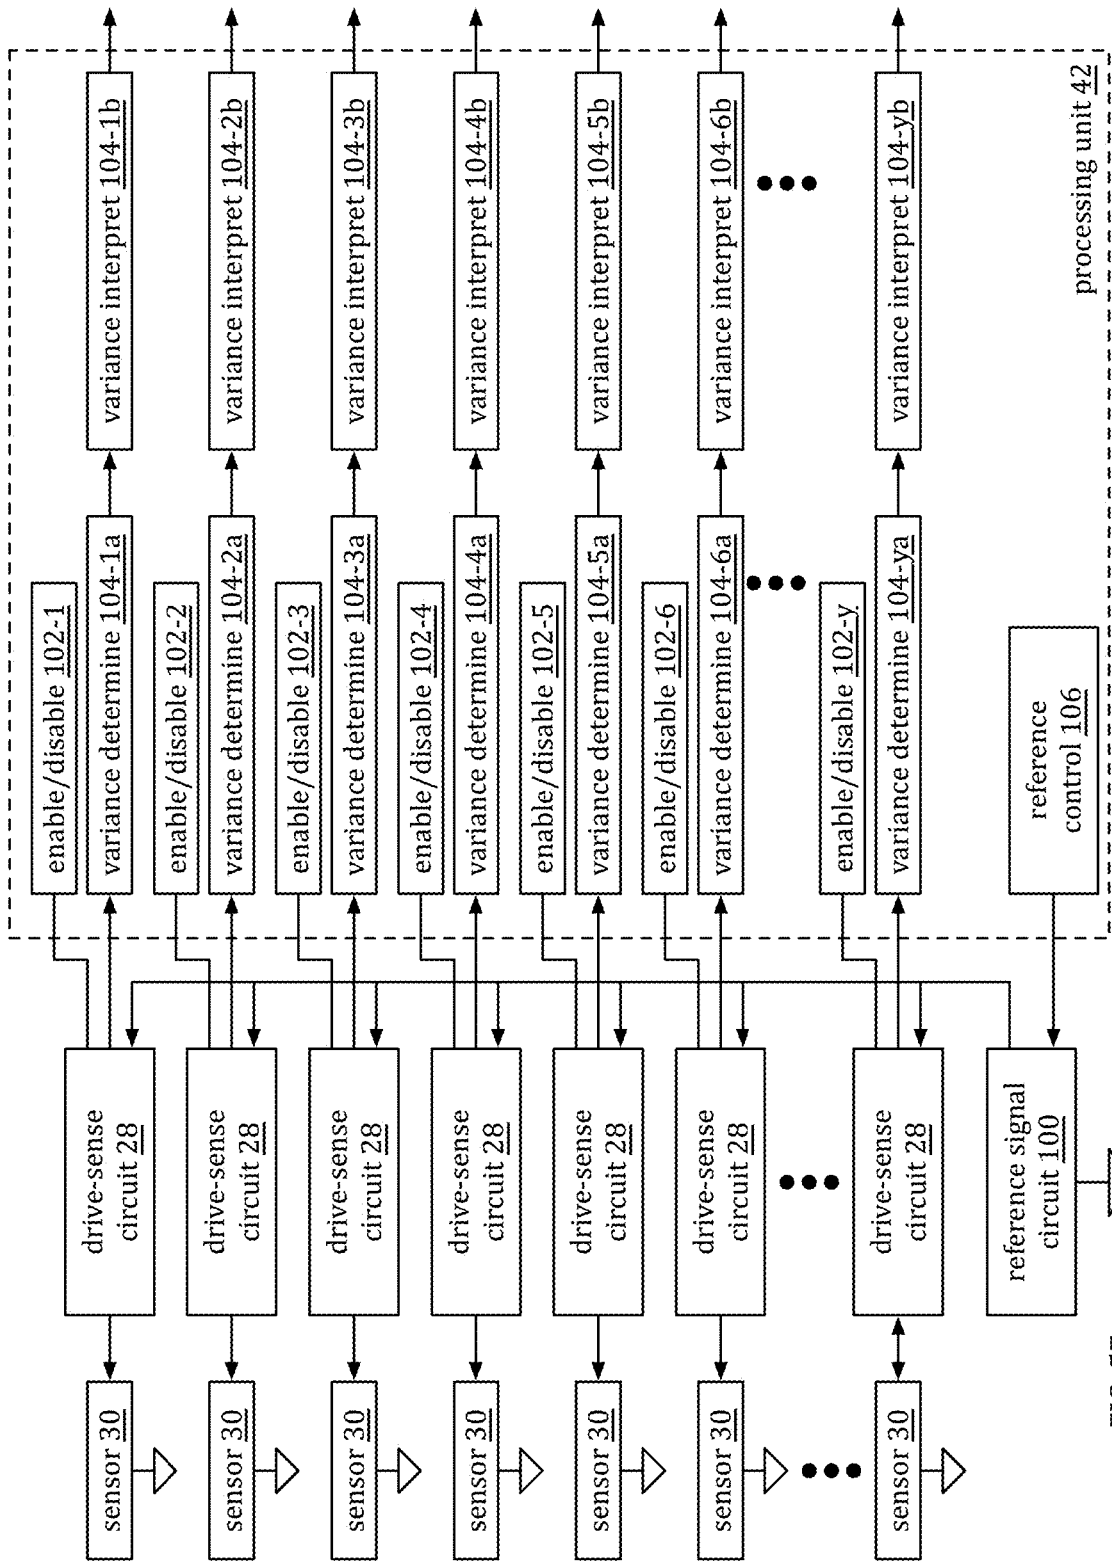 sensor 30
drive-sense
circuit 28
enable/disable 102-1
variance determine 104-1a
variance interpret 104-1b
sensor 30
drive-sense
circuit 28
enable/disable 102-2
variance determine 104-2a
variance interpret 104-2b
sensor 30
drive-sense
circuit 28
enable/disable 102-3
variance determine 104-3a
variance interpret 104-3b
sensor 30
drive-sense
circuit 28
enable/disable 102-4
variance determine 104-4a
variance interpret 104-4b
sensor 30
drive-sense
circuit 28
enable/disable 102-5
variance determine 104-5a
variance interpret 104-5b
sensor 30
drive-sense
circuit 28
enable/disable 102-6
variance determine 104-6a
variance interpret 104-6b
sensor 30
drive-sense
circuit 28
enable/disable 102-y
variance determine 104-ya
variance interpret 104-yb
reference signal
circuit 100
reference
control 106
processing unit 42